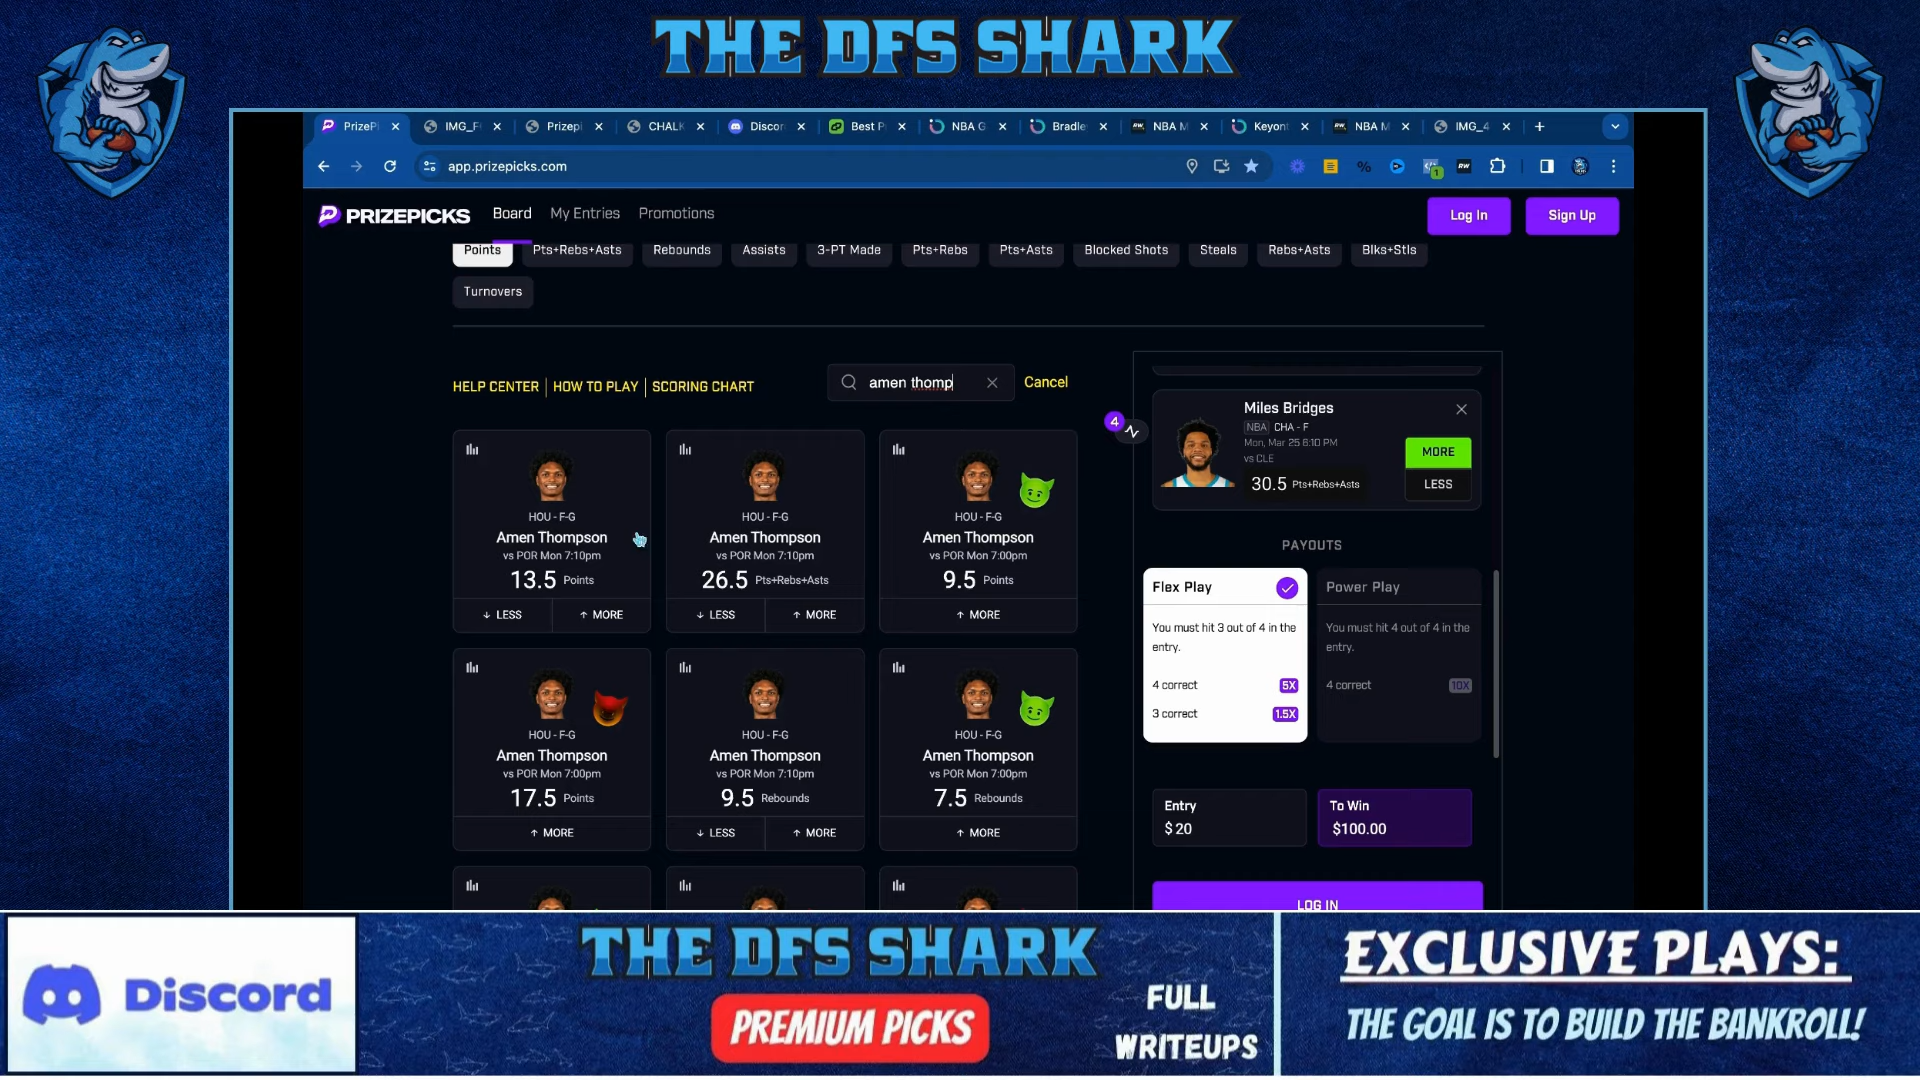 THE DFS SHARK
PrizePi
IMG_F
Prizepi
CHALK
Discor
Best P
NBA G
Bradle
RW NBA M
Keyont
RW NBA M
IMG_4
app.prizepicks.com
%
1
RW
PRIZEPICKS
Board
My Entries
Promotions
Log In
Sign Up
Points
Pts+Rebs+Asts
Rebounds
Assists
3-PT Made
Pts+Rebs
Pts+Asts
Blocked Shots
Steals
Rebs+Asts
Blks+Stls
Turnovers
HELP CENTER | HOW TO PLAY | SCORING CHART
amen thomp
Cancel
HOU - F-G
Amen Thompson
vs POR Mon 7:10pm
13.5 Points
↓ LESS
↑ MORE
HOU - F-G
Amen Thompson
vs POR Mon 7:10pm
26.5 Pts+Rebs+Asts
↓ LESS
↑ MORE
HOU - F-G
Amen Thompson
vs POR Mon 7:00pm
9.5 Points
↑ MORE
HOU - F-G
Amen Thompson
vs POR Mon 7:00pm
17.5 Points
↑ MORE
HOU - F-G
Amen Thompson
vs POR Mon 7:10pm
9.5 Rebounds
↓ LESS
↑ MORE
HOU - F-G
Amen Thompson
vs POR Mon 7:00pm
7.5 Rebounds
↑ MORE
4
Miles Bridges
NBA CHA - F
Mon, Mar 25 6:10 PM
vs CLE
30.5 Pts+Rebs+Asts
MORE
LESS
PAYOUTS
Flex Play
You must hit 3 out of 4 in the
entry.
4 correct 5X
3 correct 1.5X
Power Play
You must hit 4 out of 4 in the
entry.
4 correct 10X
Entry
$ 20
To Win
$100.00
LOG IN
Discord
THE DFS SHARK
PREMIUM PICKS
FULL
WRITEUPS
EXCLUSIVE PLAYS:
THE GOAL IS TO BUILD THE BANKROLL!